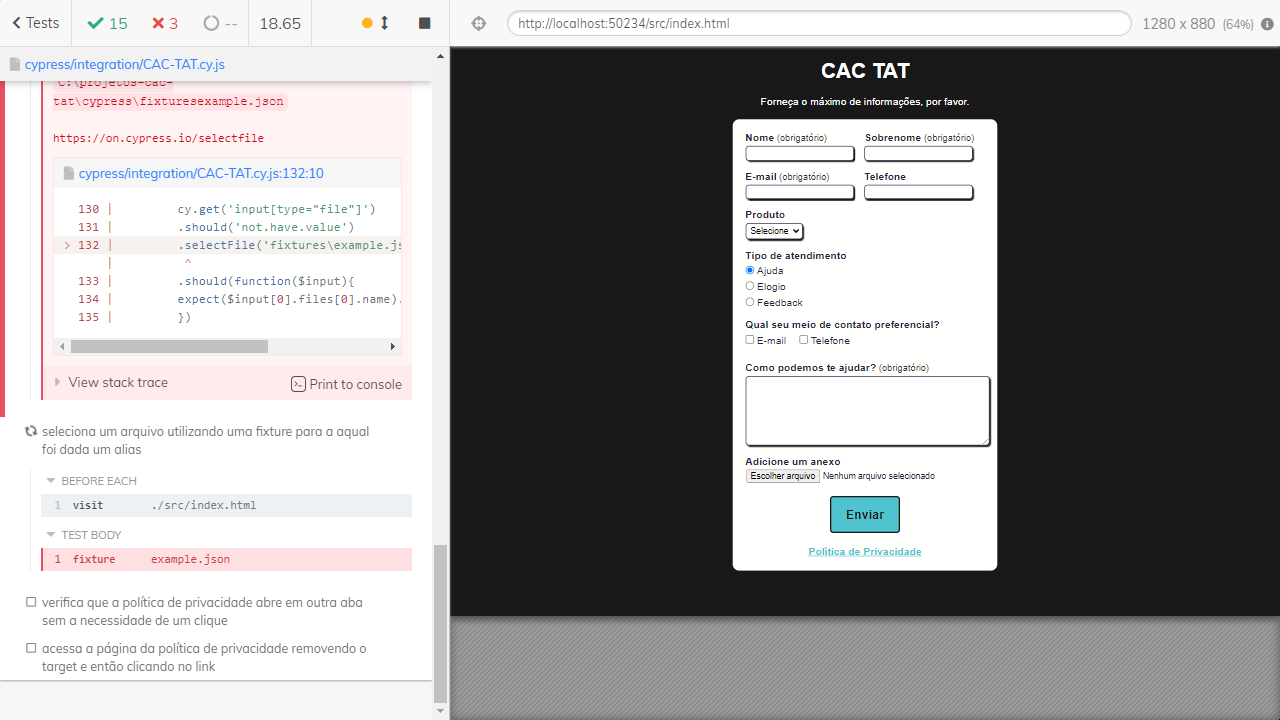 Tests
15
3
--
18.65
http://localhost:50234/src/index.html
1280 x 880 (64%)
cypress/integration/CAC-TAT.cy.js
C:\projetos-cac-
tat\cypress\fixturesexample.json
https://on.cypress.io/selectfile
cypress/integration/CAC-TAT.cy.js:132:10
130 | cy.get('input[type="file"]')
131 | .should('not.have.value')
> 132 | .selectFile('fixtures\example.js
| ^
133 | .should(function($input){
134 | expect($input[0].files[0].name).
135 | })
View stack trace
Print to console
seleciona um arquivo utilizando uma fixture para a aqual
foi dada um alias
BEFORE EACH
1 visit ./src/index.html
TEST BODY
1 fixture example.json
verifica que a política de privacidade abre em outra aba
sem a necessidade de um clique
acessa a página da política de privacidade removendo o
target e então clicando no link
CAC TAT
Forneça o máximo de informações, por favor.
Nome (obrigatório)
Sobrenome (obrigatório)
E-mail (obrigatório)
Telefone
Produto
Selecione
Tipo de atendimento
Ajuda
Elogio
Feedback
Qual seu meio de contato preferencial?
E-mail
Telefone
Como podemos te ajudar? (obrigatório)
Adicione um anexo
Escolher arquivo Nenhum arquivo selecionado
Enviar
Política de Privacidade